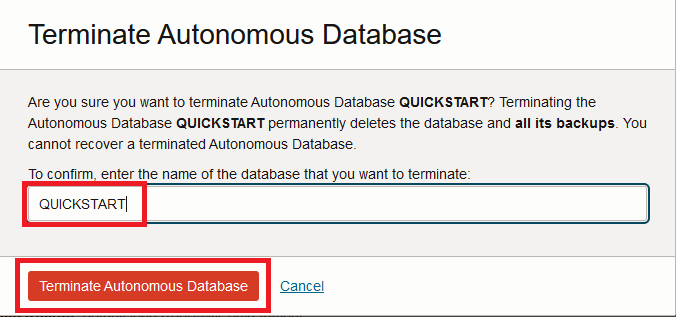 Terminate Autonomous Database
Are you sure you want to terminate Autonomous Database QUICKSTART? Terminating the
Autonomous Database QUICKSTART permanently deletes the database and all its backups. You
cannot recover a terminated Autonomous Database.
To confirm, enter the name of the database that you want to terminate:
QUICKSTART
Terminate Autonomous Database Cancel